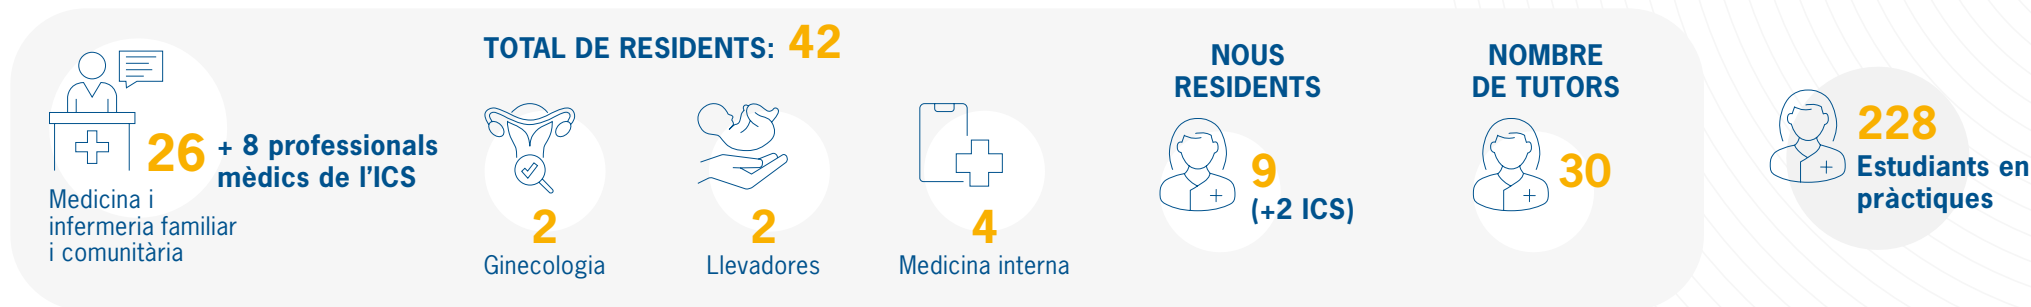 TOTAL DE RESIDENTS: 42
26 + 8 professionals
mèdics de l'ICS
Medicina i
infermeria familiar
i comunitària
2
Ginecologia
2
Llevadores
4
Medicina interna
NOUS
RESIDENTS
9
(+2 ICS)
NOMBRE
DE TUTORS
30
228
Estudiants en
pràctiques